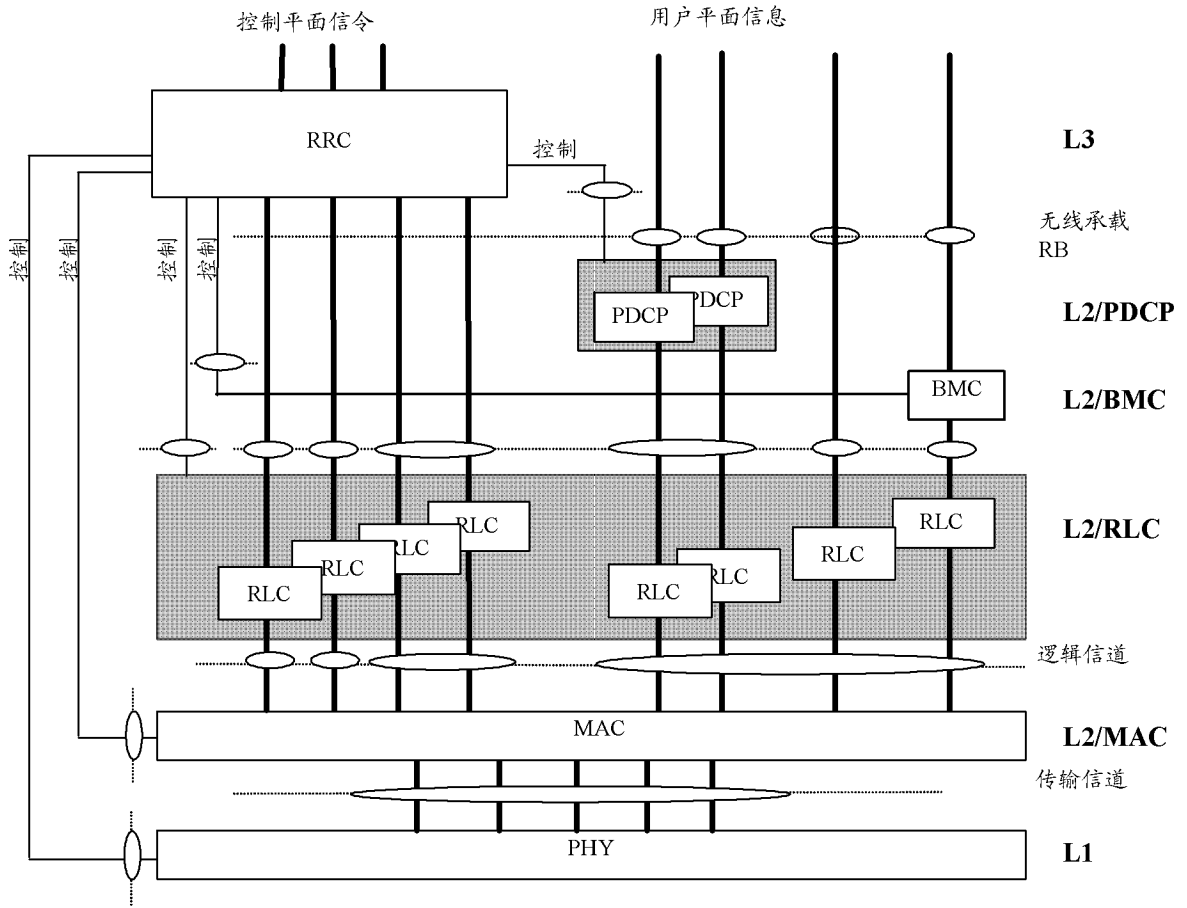 控制平面信令
用户平面信息
RRC
控制
L3
控制
控制
控制
控制
无线承载
RB
PDCP
PDCP
L2/PDCP
BMC
L2/BMC
RLC
RLC
RLC
RLC
RLC
RLC
RLC
RLC
L2/RLC
逻辑信道
MAC
L2/MAC
传输信道
PHY
L1